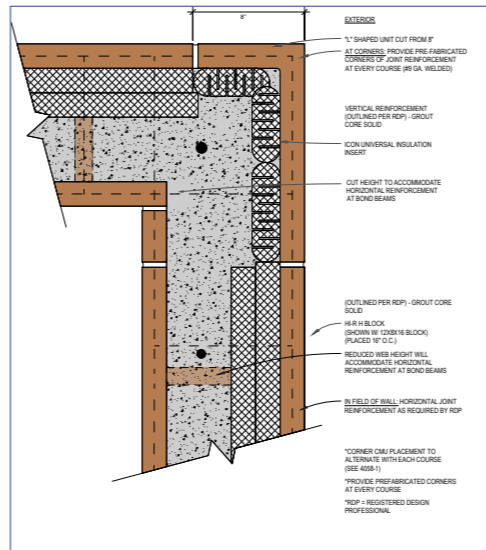 8"
EXTERIOR
"L" SHAPED UNIT CUT FROM 8"
AT CORNERS: PROVIDE PRE-FABRICATED
CORNERS OF JOINT REINFORCEMENT
AT EVERY COURSE (#9 GA. WELDED)
VERTICAL REINFORCEMENT
(OUTLINED PER RDP) - GROUT
CORE SOLID
ICON UNIVERSAL INSULATION
INSERT
CUT HEIGHT TO ACCOMMODATE
HORIZONTAL REINFORCEMENT
AT BOND BEAMS
(OUTLINED PER RDP) - GROUT CORE
SOLID
HI-R H BLOCK
(SHOWN W/ 12X8X16 BLOCK)
(PLACED 16" O.C.)
REDUCED WEB HEIGHT WILL
ACCOMMODATE HORIZONTAL
REINFORCEMENT AT BOND BEAMS
IN FIELD OF WALL: HORIZONTAL JOINT
REINFORCEMENT AS REQUIRED BY RDP
*CORNER CMU PLACEMENT TO
ALTERNATE WITH EACH COURSE
(SEE 4058-1)
*PROVIDE PREFABRICATED CORNERS
AT EVERY COURSE
*RDP = REGISTERED DESIGN
PROFESSIONAL